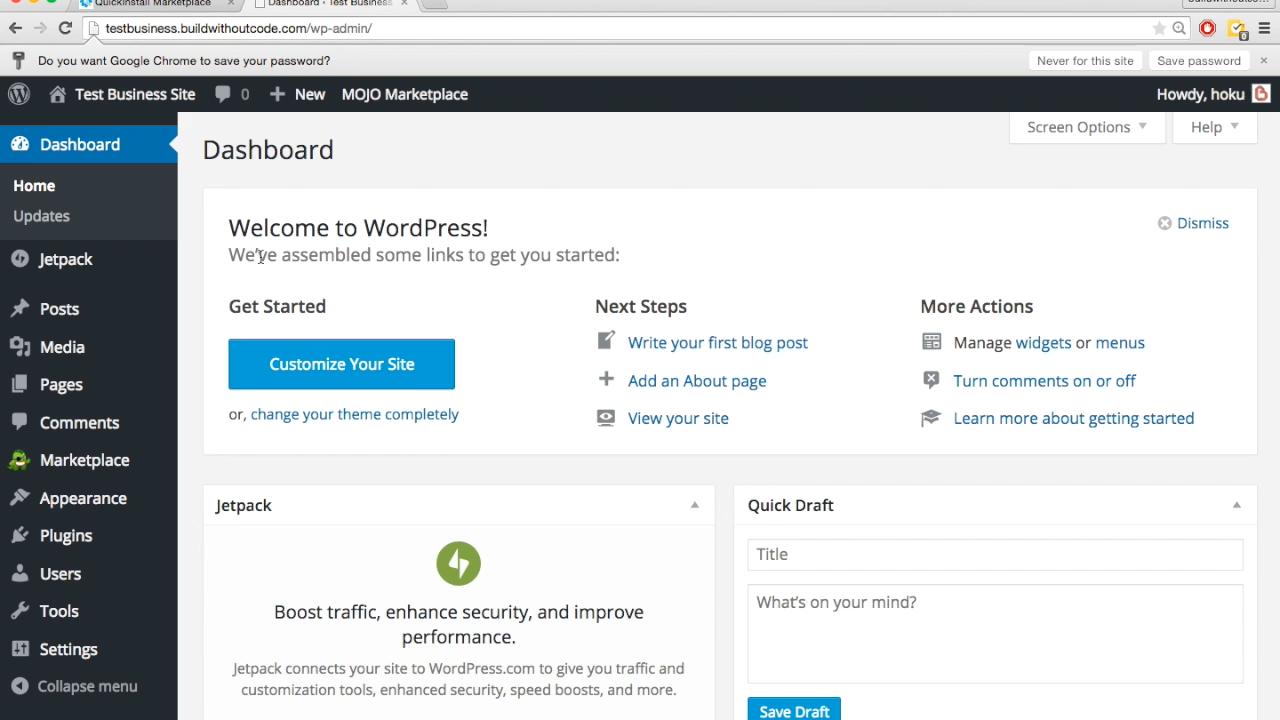 QuickInstall Marketplace
Dashboard ‹ Test Business
testbusiness.buildwithoutcode.com/wp-admin/
Do you want Google Chrome to save your password?
Never for this site
Save password
Test Business Site
0
New
MOJO Marketplace
Howdy, hoku
Dashboard
Home
Updates
Jetpack
Posts
Media
Pages
Comments
Marketplace
Appearance
Plugins
Users
Tools
Settings
Collapse menu
Screen Options
Help
Dashboard
Welcome to WordPress!
We've assembled some links to get you started:
Dismiss
Get Started
Customize Your Site
or, change your theme completely
Next Steps
Write your first blog post
Add an About page
View your site
More Actions
Manage widgets or menus
Turn comments on or off
Learn more about getting started
Jetpack
Boost traffic, enhance security, and improve
performance.
Jetpack connects your site to WordPress.com to give you traffic and
customization tools, enhanced security, speed boosts, and more.
Quick Draft
Title
What's on your mind?
Save Draft